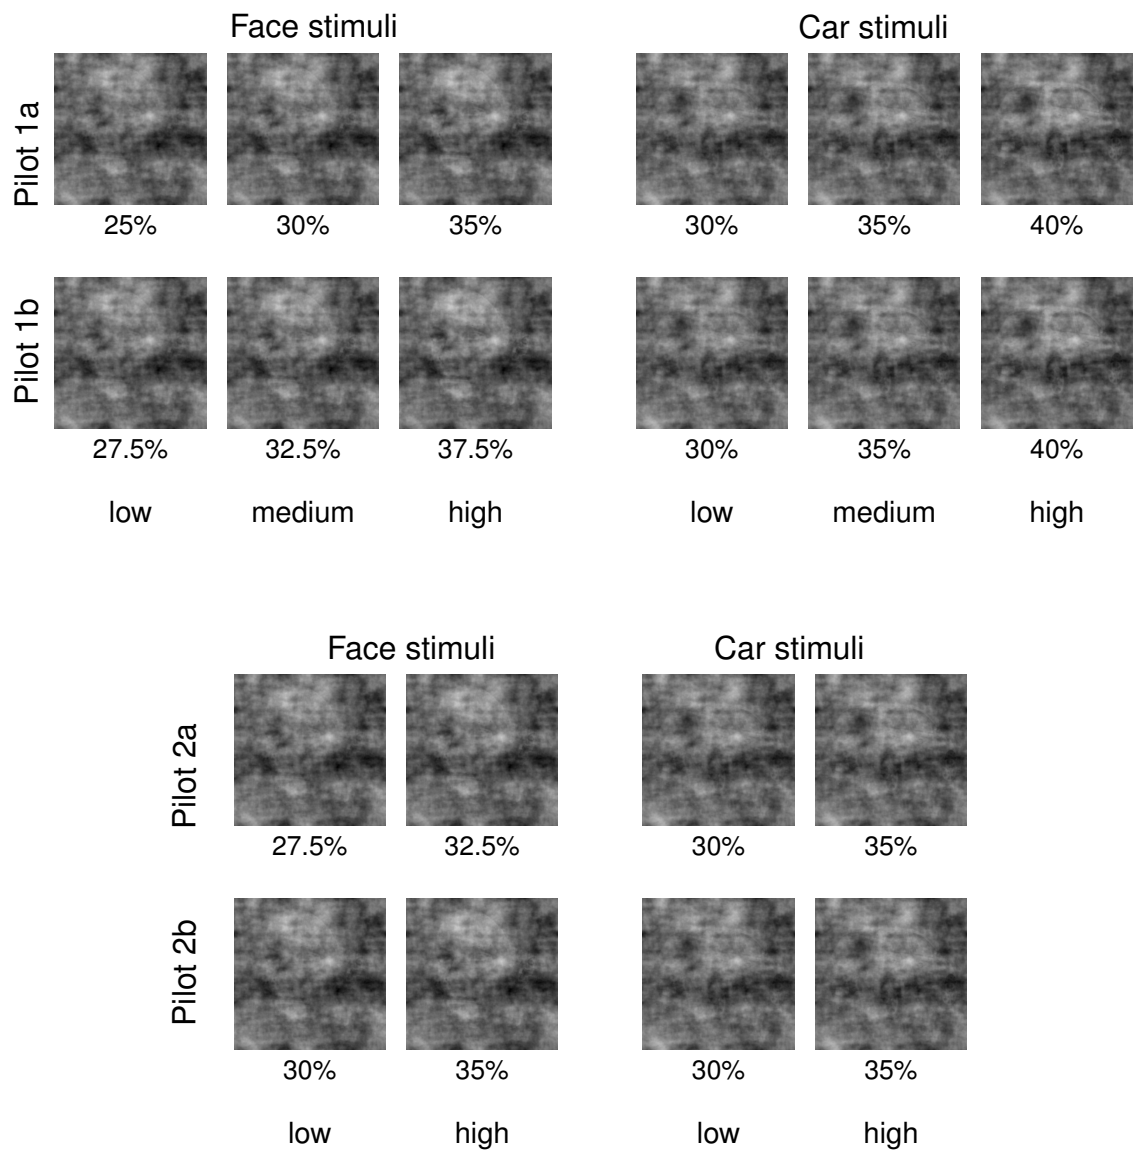 Face stimuli Car stimuli
Pilot 1a
25% 30% 35% 30% 35% 40%
Pilot 1b
27.5% 32.5% 37.5% 30% 35% 40%
low medium high low medium high
Face stimuli Car stimuli
Pilot 2a
27.5% 32.5% 30% 35%
Pilot 2b
30% 35% 30% 35%
low high low high